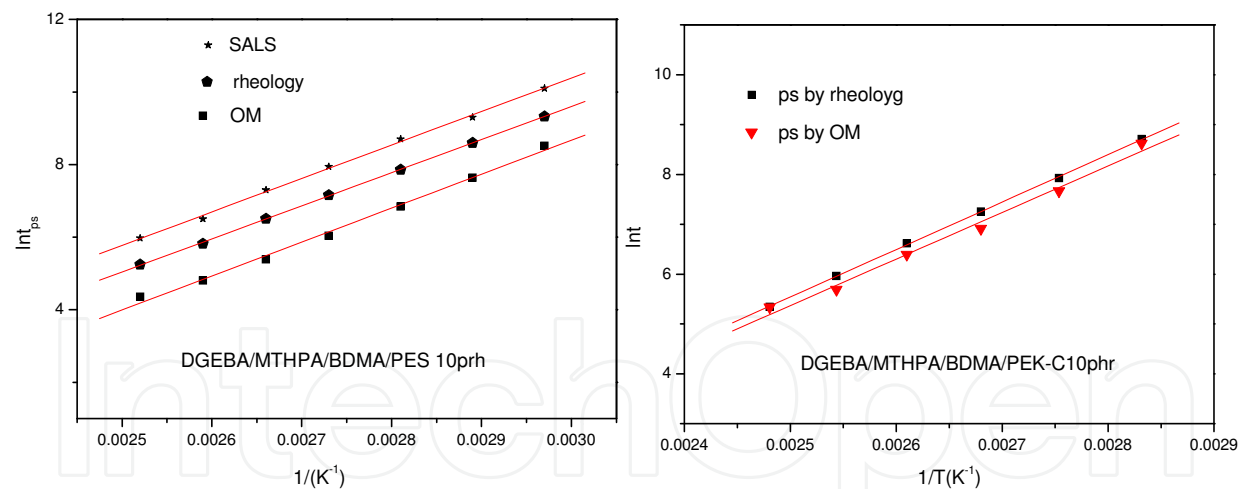 12
8
4
lnt_ps
SALS
rheology
OM
DGEBA/MTHPA/BDMA/PES 10prh
0.0025
0.0026
0.0027
0.0028
0.0029
0.0030
1/(K⁻¹)
10
8
6
4
lnt
ps by rheoloyg
ps by OM
DGEBA/MTHPA/BDMA/PEK-C10phr
0.0024
0.0025
0.0026
0.0027
0.0028
0.0029
1/T(K⁻¹)
IntechOpen